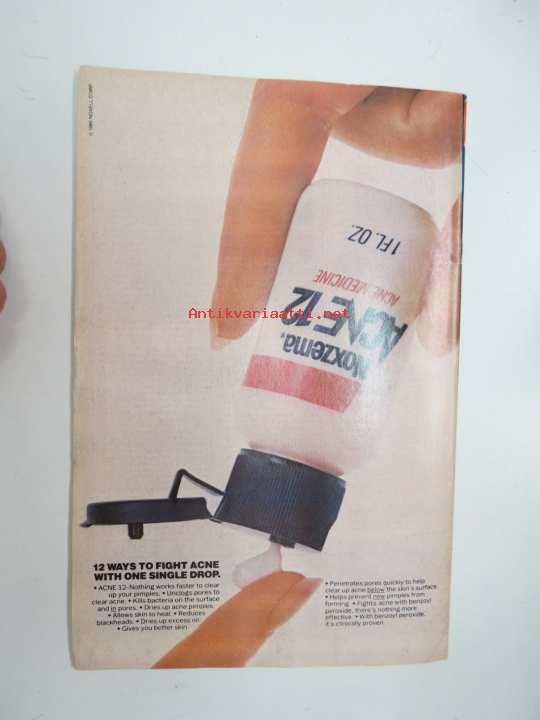 © 1985 NOXELL CORP.
1 FL. OZ.
ACNE MEDICINE
ACNE 12
Noxzema.
Antikvariaatti.net
12 WAYS TO FIGHT ACNE
WITH ONE SINGLE DROP.
• ACNE 12-Nothing works faster to clear
up your pimples. • Unclogs pores to
clear acne. • Kills bacteria on the surface
and in pores. • Dries up acne pimples.
• Allows skin to heal. • Reduces
blackheads. • Dries up excess oil.
• Gives you better skin.
• Penetrates pores quickly to help
clear up acne below the skin's surface.
• Helps prevent new pimples from
forming. • Fights acne with benzoyl
peroxide, there's nothing more
effective. • With benzoyl peroxide,
it's clinically proven.